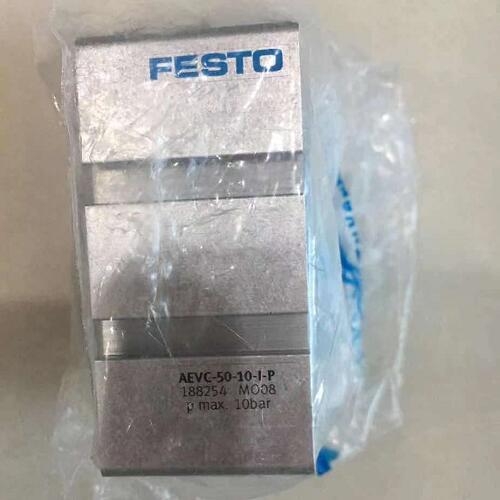 FESTO
AEVC-50-10-I-P
188254 MO08
p max. 10bar